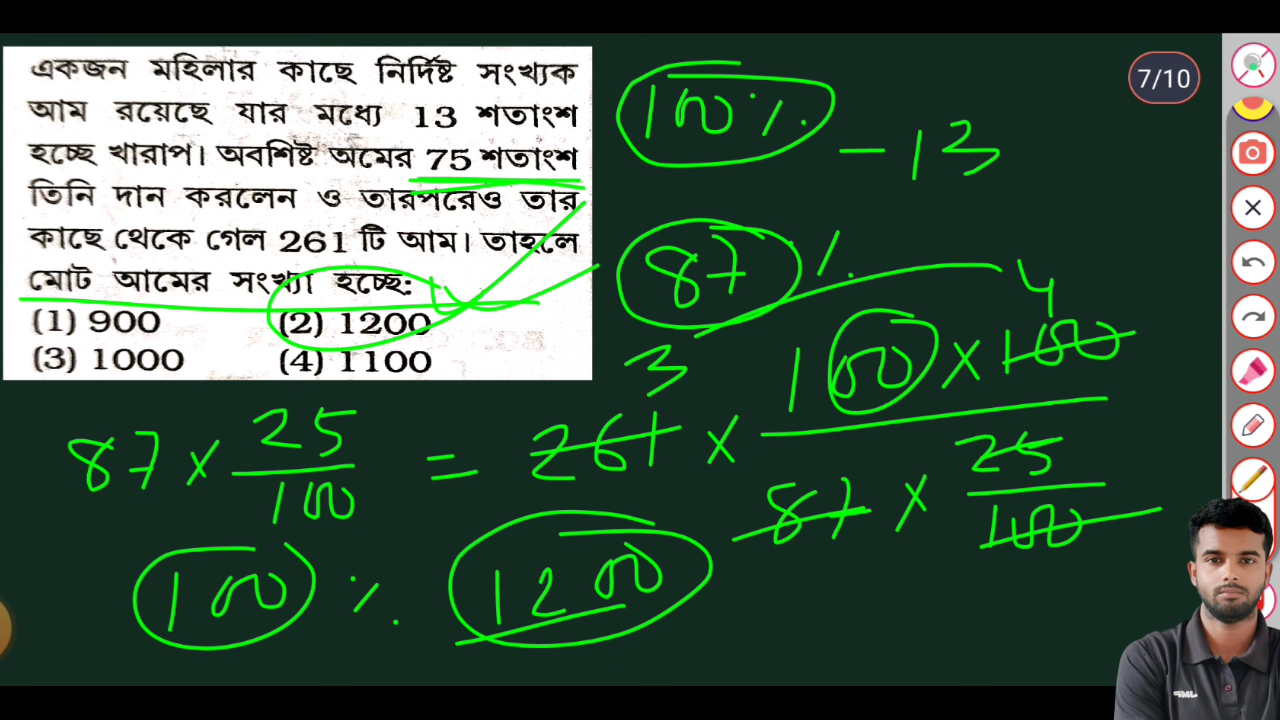 একজন মহিলার কাছে নির্দিষ্ট সংখ্যক
আম রয়েছে যার মধ্যে 13 শতাংশ
হচ্ছে খারাপ। অবশিষ্ট অমের 75 শতাংশ
তিনি দান করলেন ও তারপরেও তার
কাছে থেকে গেল 261 টি আম। তাহলে
মোট আমের সংখ্যা হচ্ছে:
(1) 900 (2) 1200
(3) 1000 (4) 1100
7/10
100%
- 13
87%
4
3 100 × 100
87 × 25/100 = 261 × 87 × 25/100
100% 1200